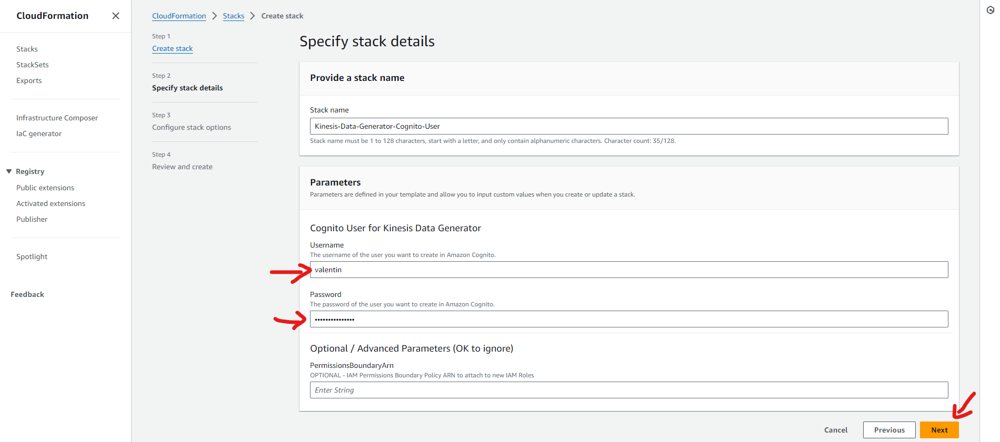 CloudFormation
Stacks
StackSets
Exports
Infrastructure Composer
IaC generator
Registry
Public extensions
Activated extensions
Publisher
Spotlight
Feedback
CloudFormation > Stacks > Create stack
Step 1
Create stack
Step 2
Specify stack details
Step 3
Configure stack options
Step 4
Review and create
Specify stack details
Provide a stack name
Stack name
Kinesis-Data-Generator-Cognito-User
Stack name must be 1 to 128 characters, start with a letter, and only contain alphanumeric characters. Character count: 35/128.
Parameters
Parameters are defined in your template and allow you to input custom values when you create or update a stack.
Cognito User for Kinesis Data Generator
Username
The username of the user you want to create in Amazon Cognito.
valentin
Password
The password of the user you want to create in Amazon Cognito.
•••••••••••••••
Optional / Advanced Parameters (OK to ignore)
PermissionsBoundaryArn
OPTIONAL - IAM Permissions Boundary Policy ARN to attach to new IAM Roles
Enter String
Cancel
Previous
Next